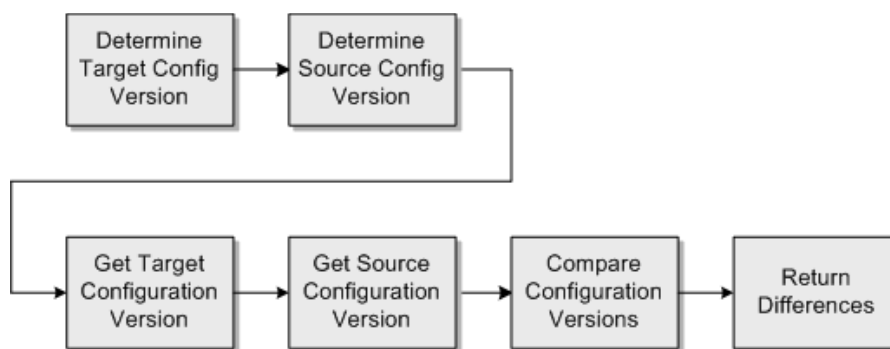 Determine
Target Config
Version
Determine
Source Config
Version
Get Target
Configuration
Version
Get Source
Configuration
Version
Compare
Configuration
Versions
Return
Differences